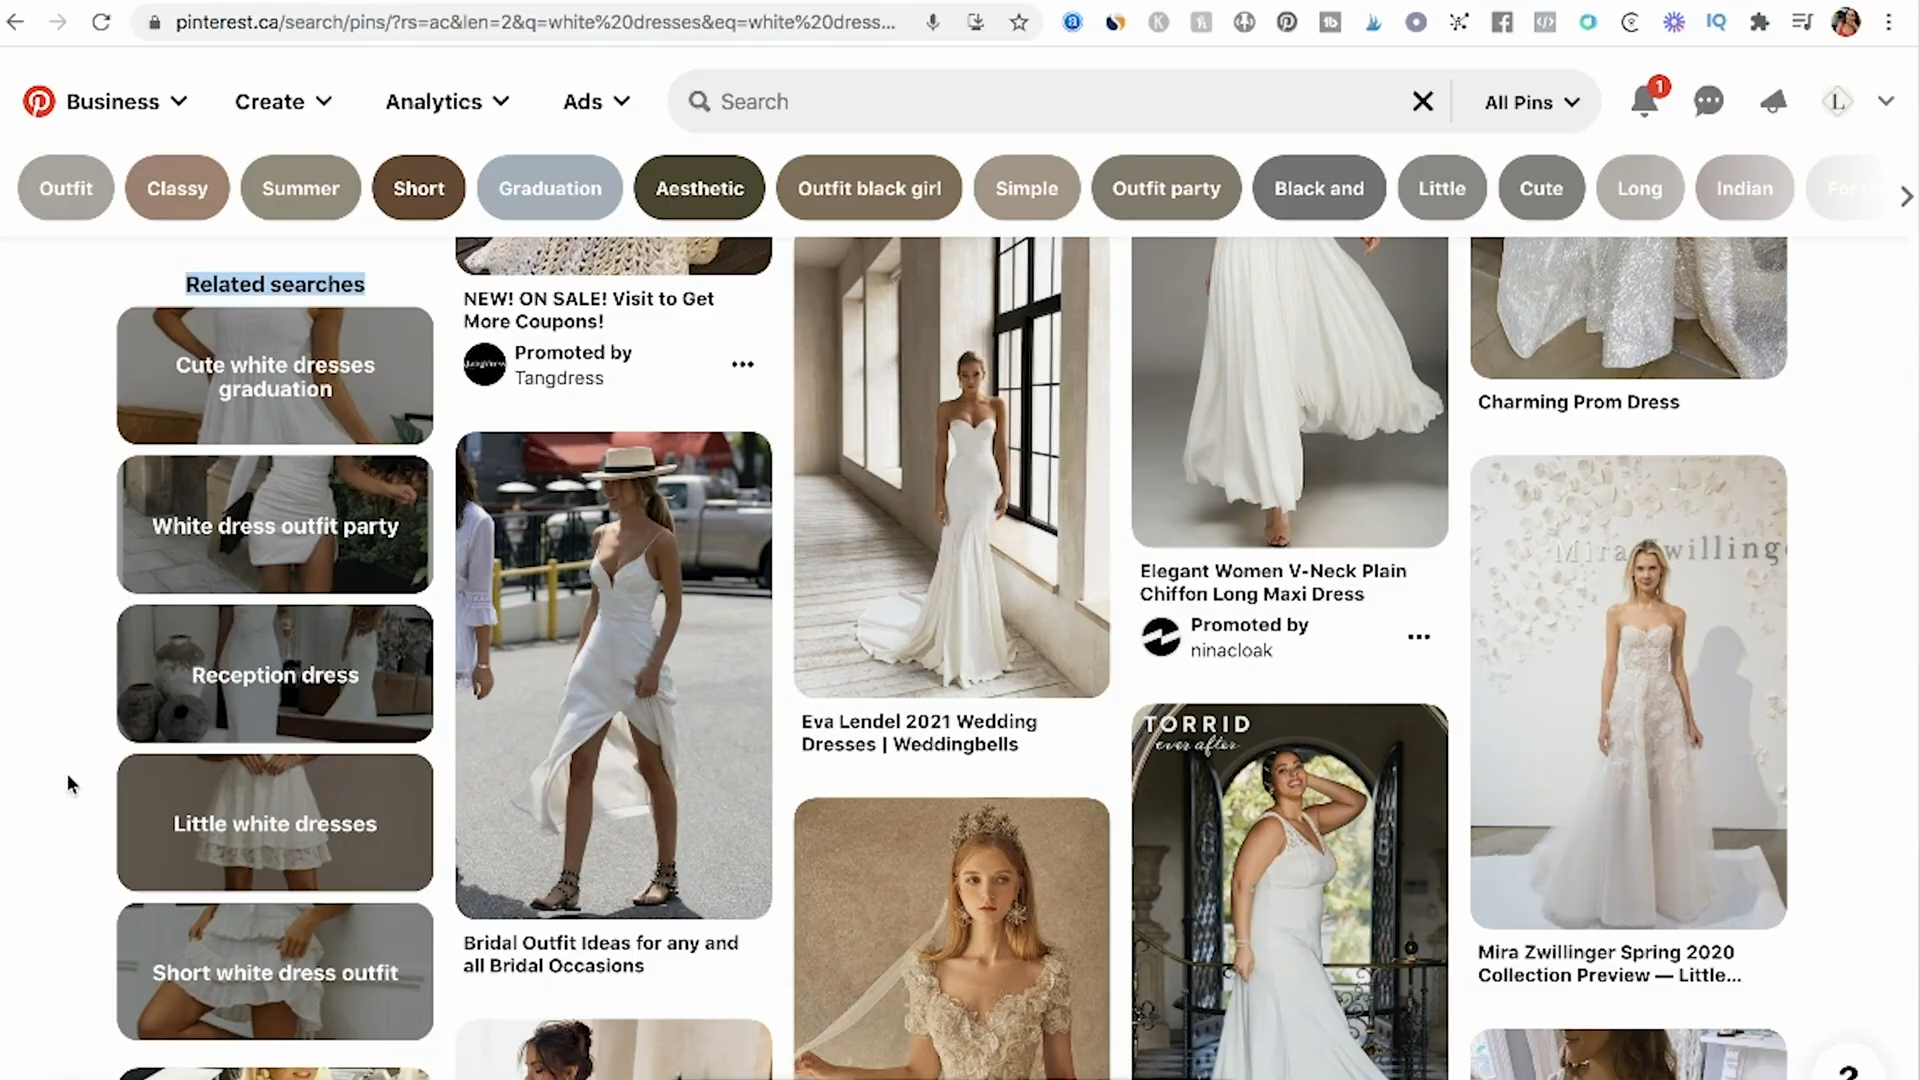 pinterest.ca/search/pins/?rs=ac&len=2&q=white%20dresses&eq=white%20dress...
Business
Create
Analytics
Ads
Search
All Pins
1
L
Outfit
Classy
Summer
Short
Graduation
Aesthetic
Outfit black girl
Simple
Outfit party
Black and
Little
Cute
Long
Indian
Related searches
Cute white dresses
graduation
White dress outfit party
Reception dress
Little white dresses
Short white dress outfit
NEW! ON SALE! Visit to Get
More Coupons!
Promoted by
Tangdress
Bridal Outfit Ideas for any and
all Bridal Occasions
Eva Lendel 2021 Wedding
Dresses | Weddingbells
Elegant Women V-Neck Plain
Chiffon Long Maxi Dress
Promoted by
ninacloak
TORRID
ever after
Charming Prom Dress
Mira Zwillinge
Mira Zwillinger Spring 2020
Collection Preview — Little...
?